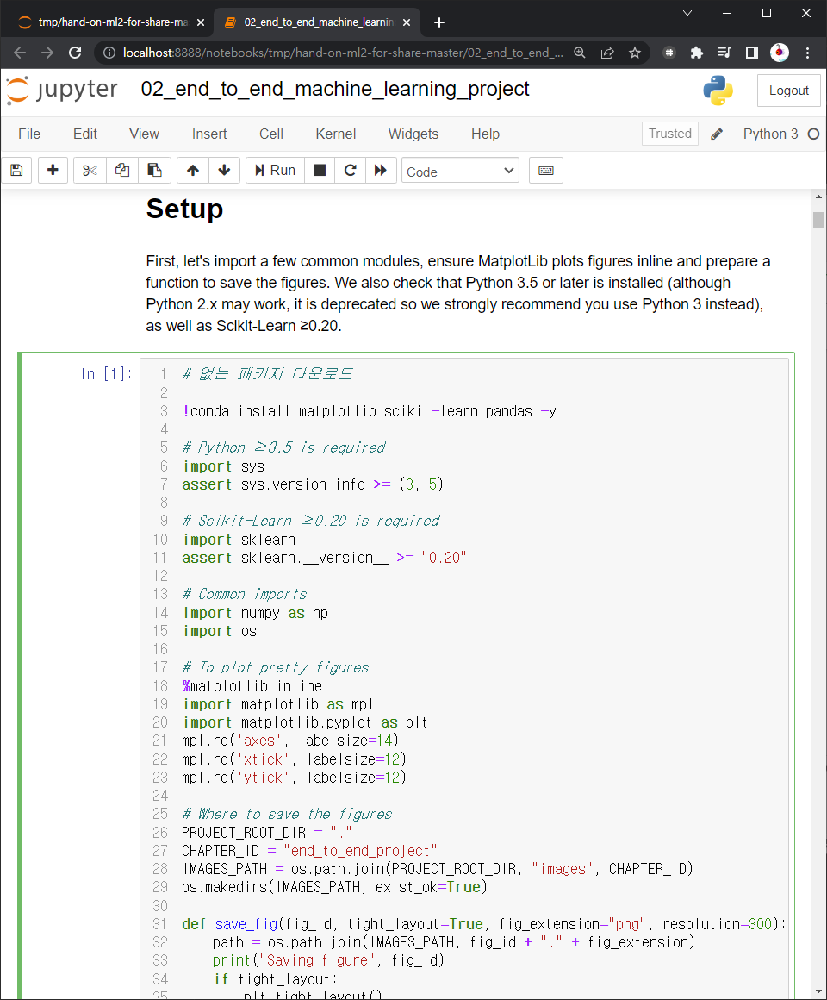 tmp/hand-on-ml2-for-share-ma
02_end_to_end_machine_learnin
localhost:8888/notebooks/tmp/hand-on-ml2-for-share-master/02_end_to_end_...
jupyter 02_end_to_end_machine_learning_project
Logout
File Edit View Insert Cell Kernel Widgets Help
Trusted
Python 3
Run
Code
Setup
First, let's import a few common modules, ensure MatplotLib plots figures inline and prepare a
function to save the figures. We also check that Python 3.5 or later is installed (although
Python 2.x may work, it is deprecated so we strongly recommend you use Python 3 instead),
as well as Scikit-Learn ≥0.20.
In [1]:
1 # 없는 패키지 다운로드
2
3 !conda install matplotlib scikit-learn pandas -y
4
5 # Python ≥3.5 is required
6 import sys
7 assert sys.version_info >= (3, 5)
8
9 # Scikit-Learn ≥0.20 is required
10 import sklearn
11 assert sklearn.__version__ >= "0.20"
12
13 # Common imports
14 import numpy as np
15 import os
16
17 # To plot pretty figures
18 %matplotlib inline
19 import matplotlib as mpl
20 import matplotlib.pyplot as plt
21 mpl.rc('axes', labelsize=14)
22 mpl.rc('xtick', labelsize=12)
23 mpl.rc('ytick', labelsize=12)
24
25 # Where to save the figures
26 PROJECT_ROOT_DIR = "."
27 CHAPTER_ID = "end_to_end_project"
28 IMAGES_PATH = os.path.join(PROJECT_ROOT_DIR, "images", CHAPTER_ID)
29 os.makedirs(IMAGES_PATH, exist_ok=True)
30
31 def save_fig(fig_id, tight_layout=True, fig_extension="png", resolution=300):
32 path = os.path.join(IMAGES_PATH, fig_id + "." + fig_extension)
33 print("Saving figure", fig_id)
34 if tight_layout:
35 plt.tight_layout()